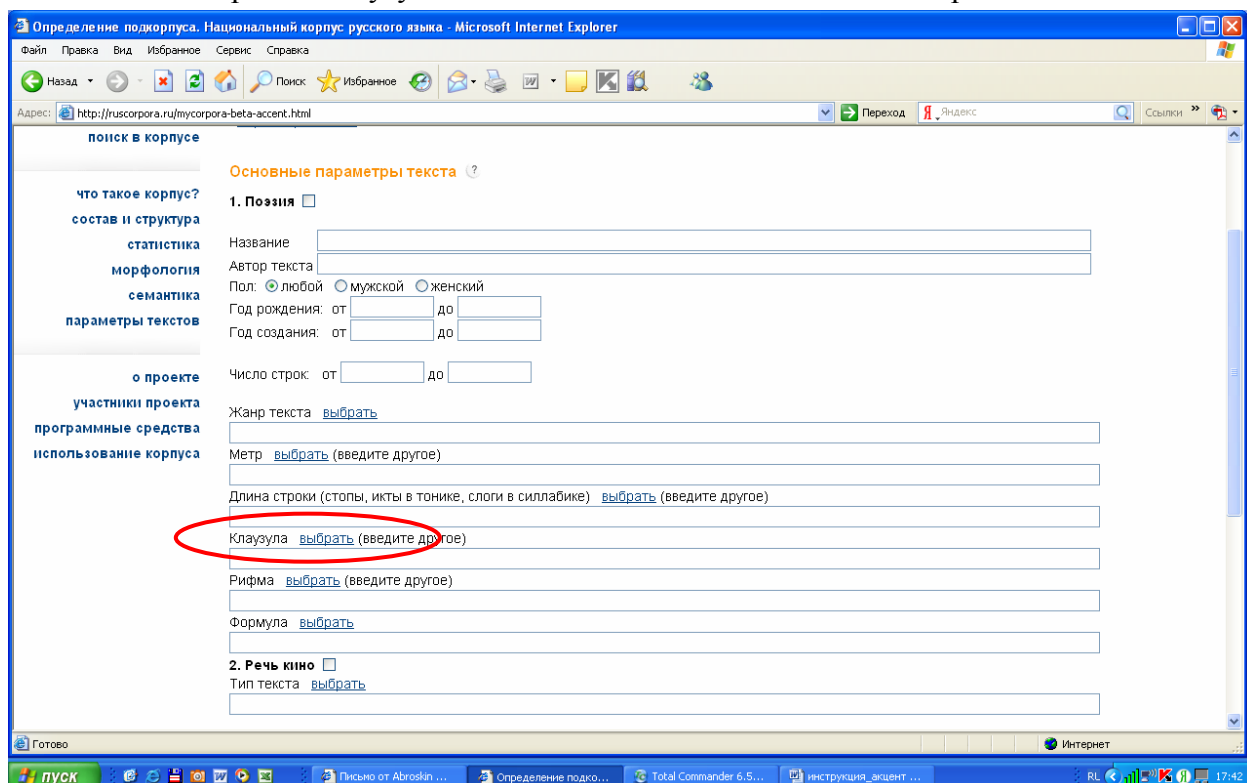 Определение подкорпуса. Национальный корпус русского языка - Microsoft Internet Explorer
Файл Правка Вид Избранное Сервис Справка
Назад Поиск Избранное
Адрес: http://ruscorpora.ru/mycorpora-beta-accent.html Переход Яндекс Ссылки »
поиск в корпусе
Основные параметры текста ?
что такое корпус?
1. Поэзия
состав и структура
статистика
Название
морфология
Автор текста
семантика
Пол: любой мужской женский
Год рождения: от до
параметры текстов
Год создания: от до
о проекте
Число строк: от до
участники проекта
Жанр текста выбрать
программные средства
использование корпуса
Метр выбрать (введите другое)
Длина строки (стопы, икты в тонике, слоги в силлабике) выбрать (введите другое)
Клаузула выбрать (введите другое)
Рифма выбрать (введите другое)
Формула выбрать
2. Речь кино
Тип текста выбрать
Готово Интернет
пуск Письмо от Abroskin ... Определение подко... Total Commander 6.5... инструкция_акцент ... RL 17:42